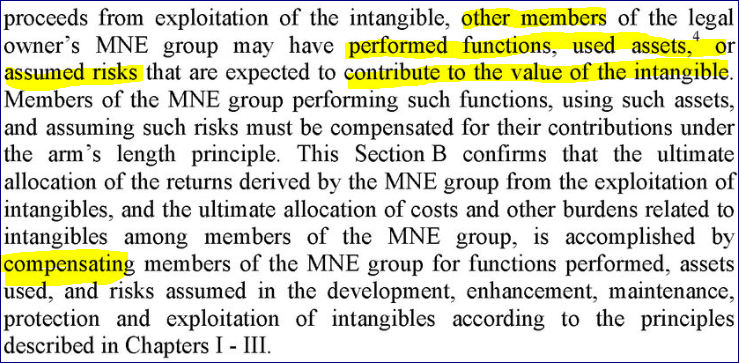 proceeds from exploitation of the intangible, other members of the legal
owner's MNE group may have performed functions, used assets,4 or
assumed risks that are expected to contribute to the value of the intangible.
Members of the MNE group performing such functions, using such assets,
and assuming such risks must be compensated for their contributions under
the arm's length principle. This Section B confirms that the ultimate
allocation of the returns derived by the MNE group from the exploitation of
intangibles, and the ultimate allocation of costs and other burdens related to
intangibles among members of the MNE group, is accomplished by
compensating members of the MNE group for functions performed, assets
used, and risks assumed in the development, enhancement, maintenance,
protection and exploitation of intangibles according to the principles
described in Chapters I - III.